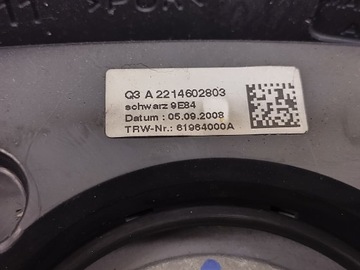 Q3 A 2214602803
schwarz 9E84
Datum : 05.09.2008
TRW-Nr.: 61964000A